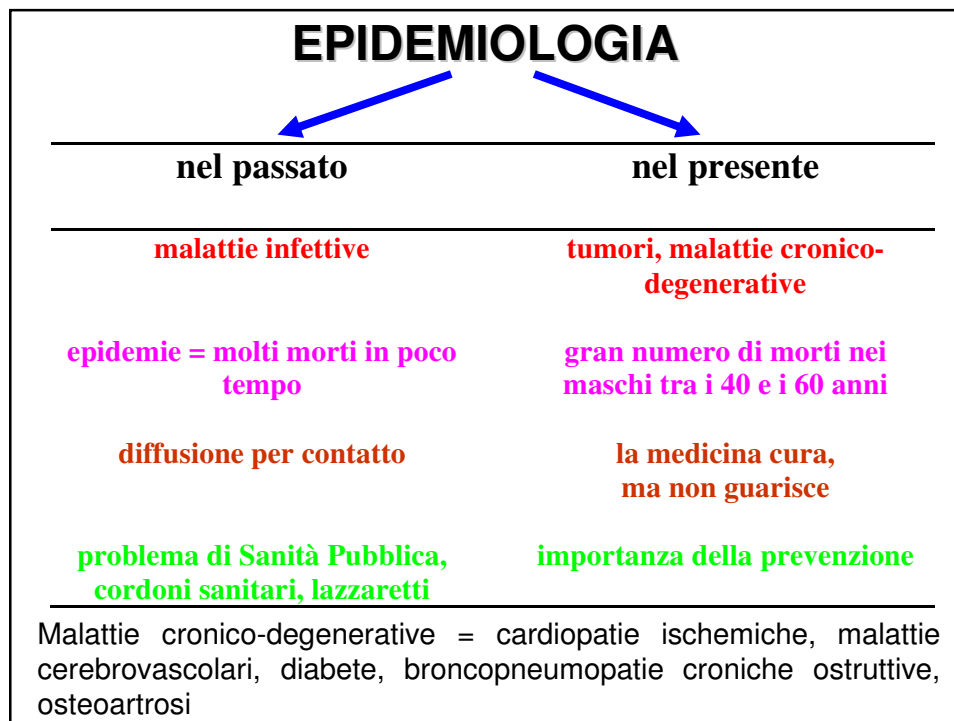 EPIDEMIOLOGIA
nel passato
nel presente
malattie infettive
tumori, malattie cronico-
degenerative
epidemie = molti morti in poco
tempo
gran numero di morti nei
maschi tra i 40 e i 60 anni
diffusione per contatto
la medicina cura,
ma non guarisce
problema di Sanità Pubblica,
cordoni sanitari, lazzaretti
importanza della prevenzione
Malattie cronico-degenerative = cardiopatie ischemiche, malattie
cerebrovascolari, diabete, broncopneumopatie croniche ostruttive,
osteoartrosi